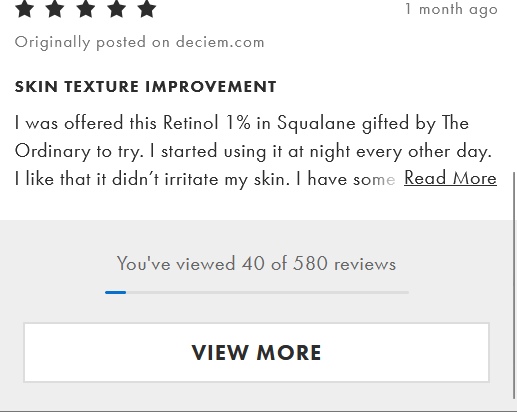 1 month ago
Originally posted on deciem.com
SKIN TEXTURE IMPROVEMENT
I was offered this Retinol 1% in Squalane gifted by The
Ordinary to try. I started using it at night every other day.
I like that it didn't irritate my skin. I have some Read More
You've viewed 40 of 580 reviews
VIEW MORE